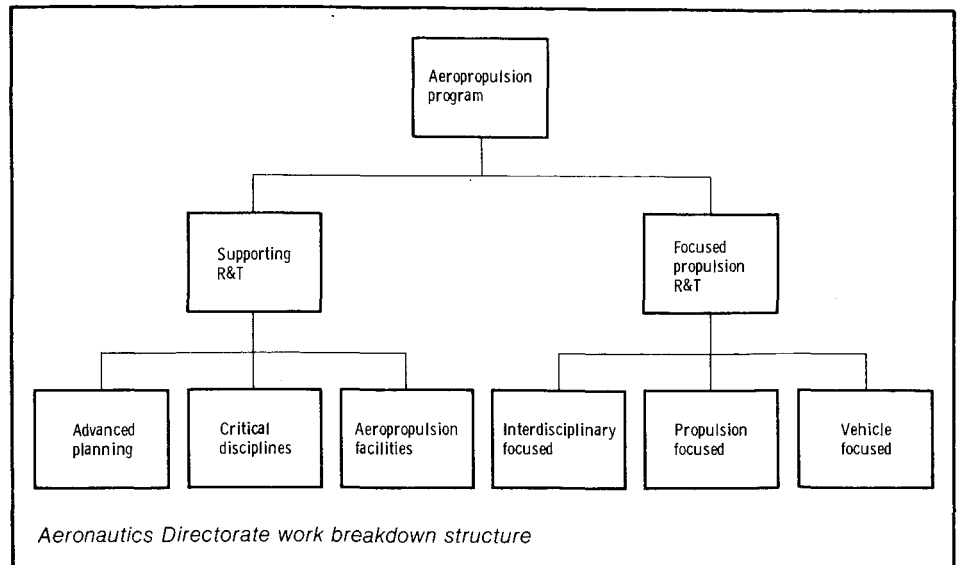 Aeropropulsion
program
Supporting
R&T
Focused
propulsion
R&T
Advanced
planning
Critical
disciplines
Aeropropulsion
facilities
Interdisciplinary
focused
Propulsion
focused
Vehicle
focused
Aeronautics Directorate work breakdown structure